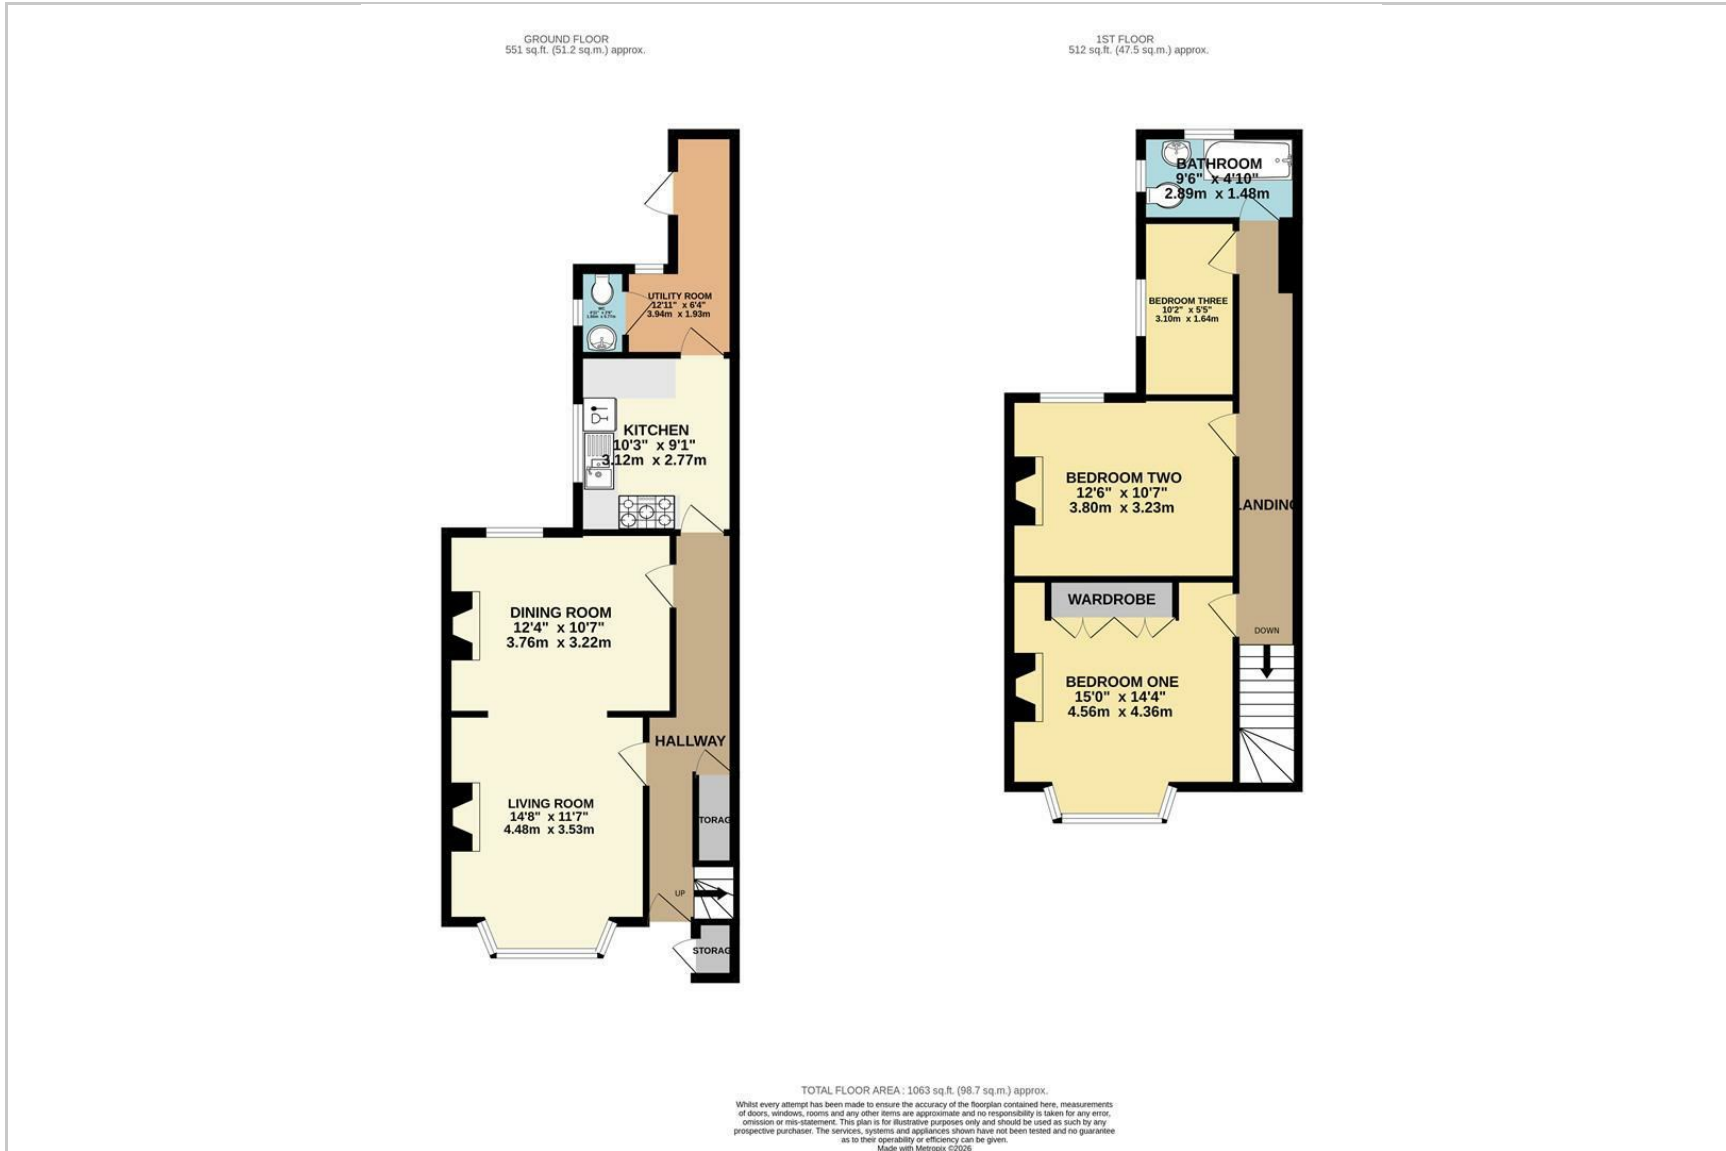 GROUND FLOOR
551 sq.ft. (51.2 sq.m.) approx.
1ST FLOOR
512 sq.ft. (47.5 sq.m.) approx.
UTILITY ROOM
12'11" x 6'4"
3.94m x 1.93m
KITCHEN
10'3" x 9'1"
3.12m x 2.77m
DINING ROOM
12'4" x 10'7"
3.76m x 3.22m
HALLWAY
LIVING ROOM
14'8" x 11'7"
4.48m x 3.53m
TORAG
UP
STORAG
BATHROOM
9'6" x 4'10"
2.89m x 1.48m
BEDROOM THREE
10'2" x 5'5"
3.10m x 1.64m
BEDROOM TWO
12'6" x 10'7"
3.80m x 3.23m
LANDING
WARDROBE
DOWN
BEDROOM ONE
15'0" x 14'4"
4.56m x 4.36m
TOTAL FLOOR AREA : 1063 sq.ft. (98.7 sq.m.) approx.
Whilst every attempt has been made to ensure the accuracy of the floorplan contained here, measurements
of doors, windows, rooms and any other items are approximate and no responsibility is taken for any error,
omission or mis-statement. This plan is for illustrative purposes only and should be used as such by any
prospective purchaser. The services, systems and appliances shown have not been tested and no guarantee
as to their operability or efficiency can be given.
Made with Metropix ©2026